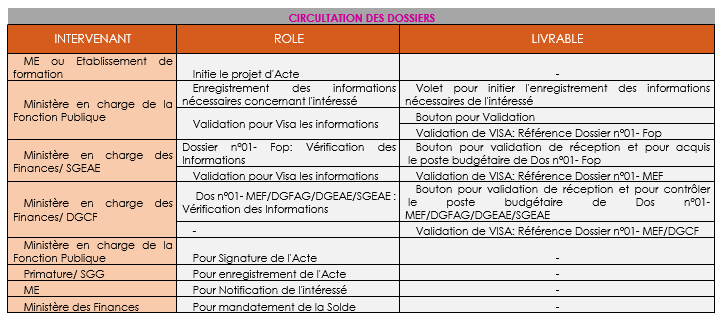 CIRCULTATION DES DOSSIERS
INTERVENANT ROLE LIVRABLE
ME ou Etablissement de
formation Initie le projet d'Acte -
Ministère en charge de la
Fonction Publique
Enregistrement des informations
nécessaires concernant l'intéressé
Volet pour initier l'enregistrement des informations
nécessaires de l'intéressé
Validation pour Visa les informations
Bouton pour Validation
Validation de VISA: Référence Dossier n°01- Fop
Ministère en charge des
Finances/ SGEAE
Dossier n°01- Fop: Vérification des
Informations
Bouton pour validation de réception et pour acquis
le poste budgétaire de Dos n°01- Fop
Validation pour Visa les informations
Validation de VISA: Référence Dossier n°01- MEF
Ministère en charge des
Finances/ DGCF
Dos n°01- MEF/DGFAG/DGEAE/SGEAE :
Vérification des Informations
Bouton pour validation de réception et pour contrôler
le poste budgétaire de Dos n°01-
MEF/DGFAG/DGEAE/SGEAE
-
Validation de VISA: Référence Dossier n°01- MEF/DGCF
Ministère en charge de la
Fonction Publique Pour Signature de l'Acte -
Primature/ SGG Pour enregistrement de l'Acte -
ME Pour Notification de l'intéressé -
Ministère des Finances Pour mandatement de la Solde -